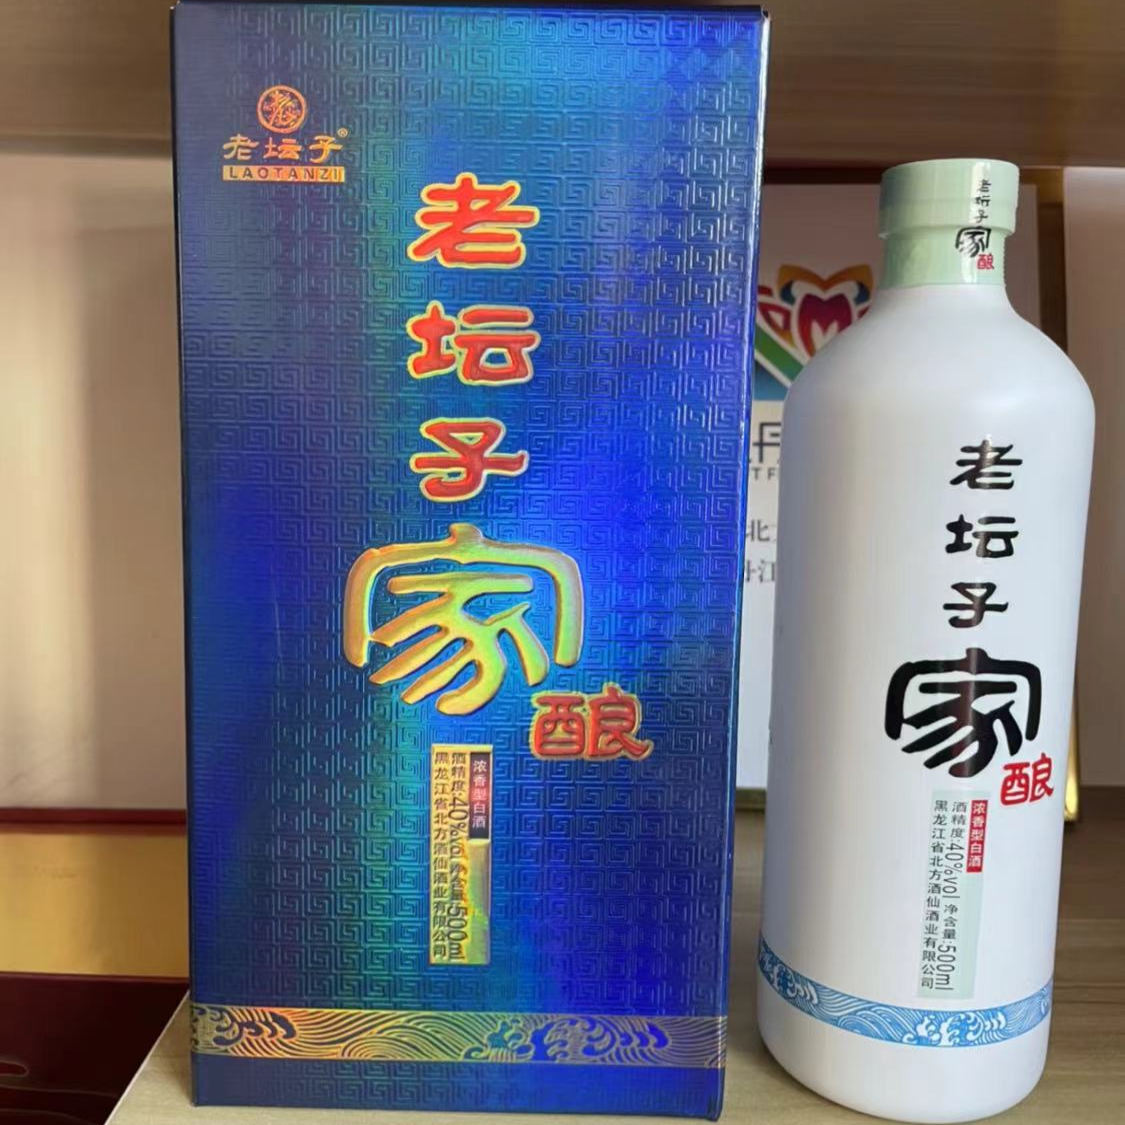 老坛子®
LAOTANZI
老坛子
家
酿
浓香型白酒
酒精度:40%vol 净含量:500ml
黑龙江省北方酒仙酒业有限公司
老坛子
家
酿
老坛子
家
酿
浓香型白酒
酒精度:40%vol 净含量:500ml
黑龙江省北方酒仙酒业有限公司